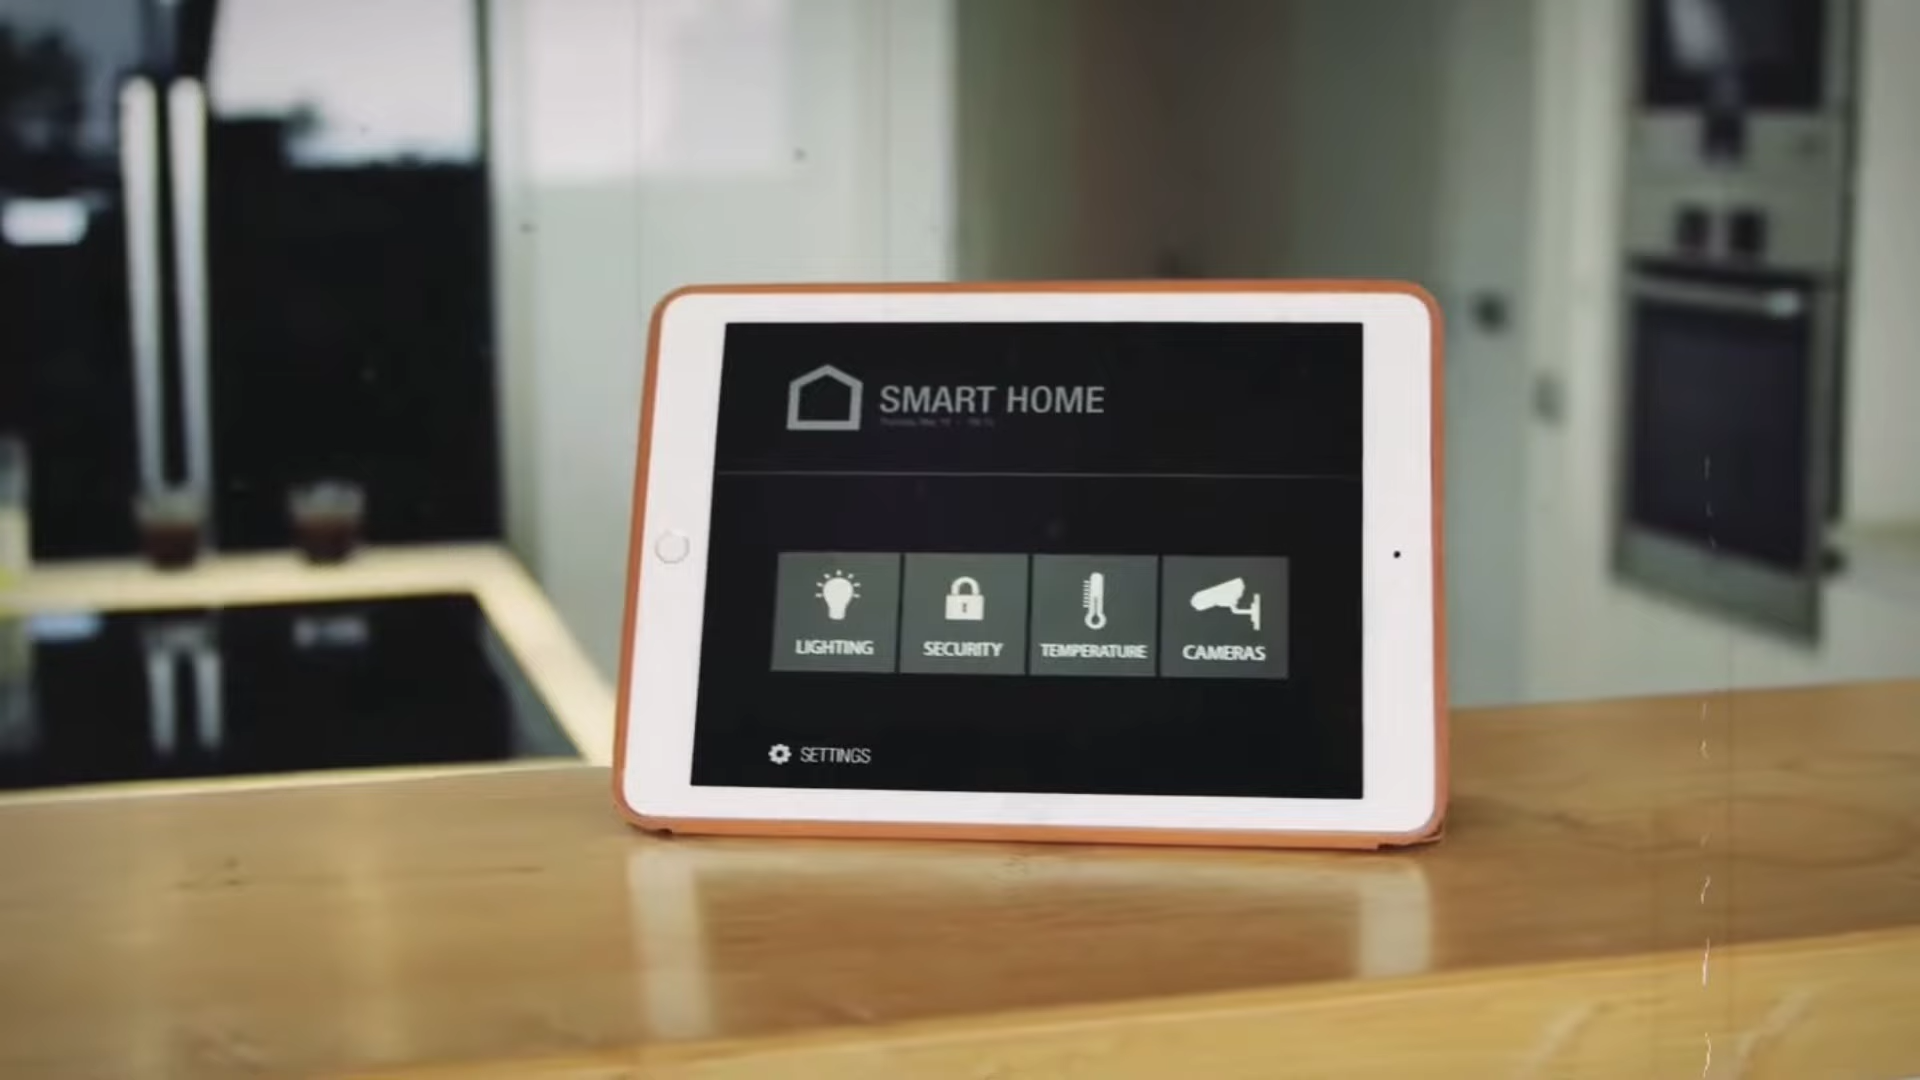 SMART HOME
LIGHTING
SECURITY
TEMPERATURE
CAMERAS
SETTINGS